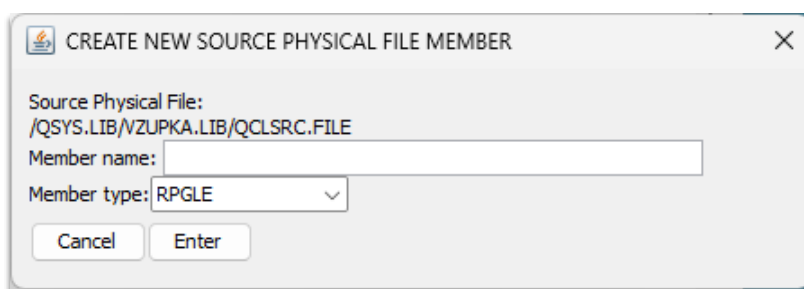 CREATE NEW SOURCE PHYSICAL FILE MEMBER
Source Physical File:
/QSYS.LIB/VZUPKA.LIB/QCLSRC.FILE
Member name:
Member type: RPGLE
Cancel Enter